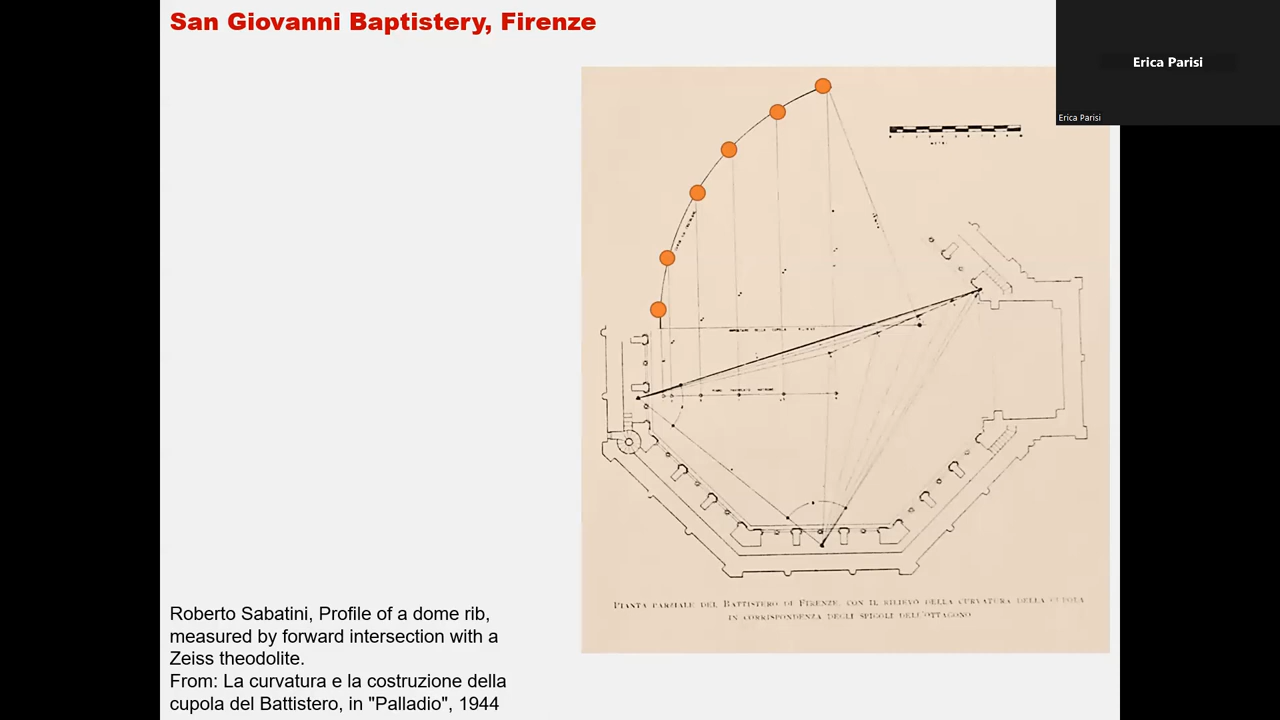 San Giovanni Baptistery, Firenze
Erica Parisi
Erica Parisi
PIANTA PARZIALE DEL BATTISTERO DI FIRENZE, CON IL RILIEVO DELLA CURVATURA DELLA CUPOLA
IN CORRISPONDENZA DEGLI SPIGOLI DELL'OTTAGONO
Roberto Sabatini, Profile of a dome rib,
measured by forward intersection with a
Zeiss theodolite.
From: La curvatura e la costruzione della
cupola del Battistero, in "Palladio", 1944